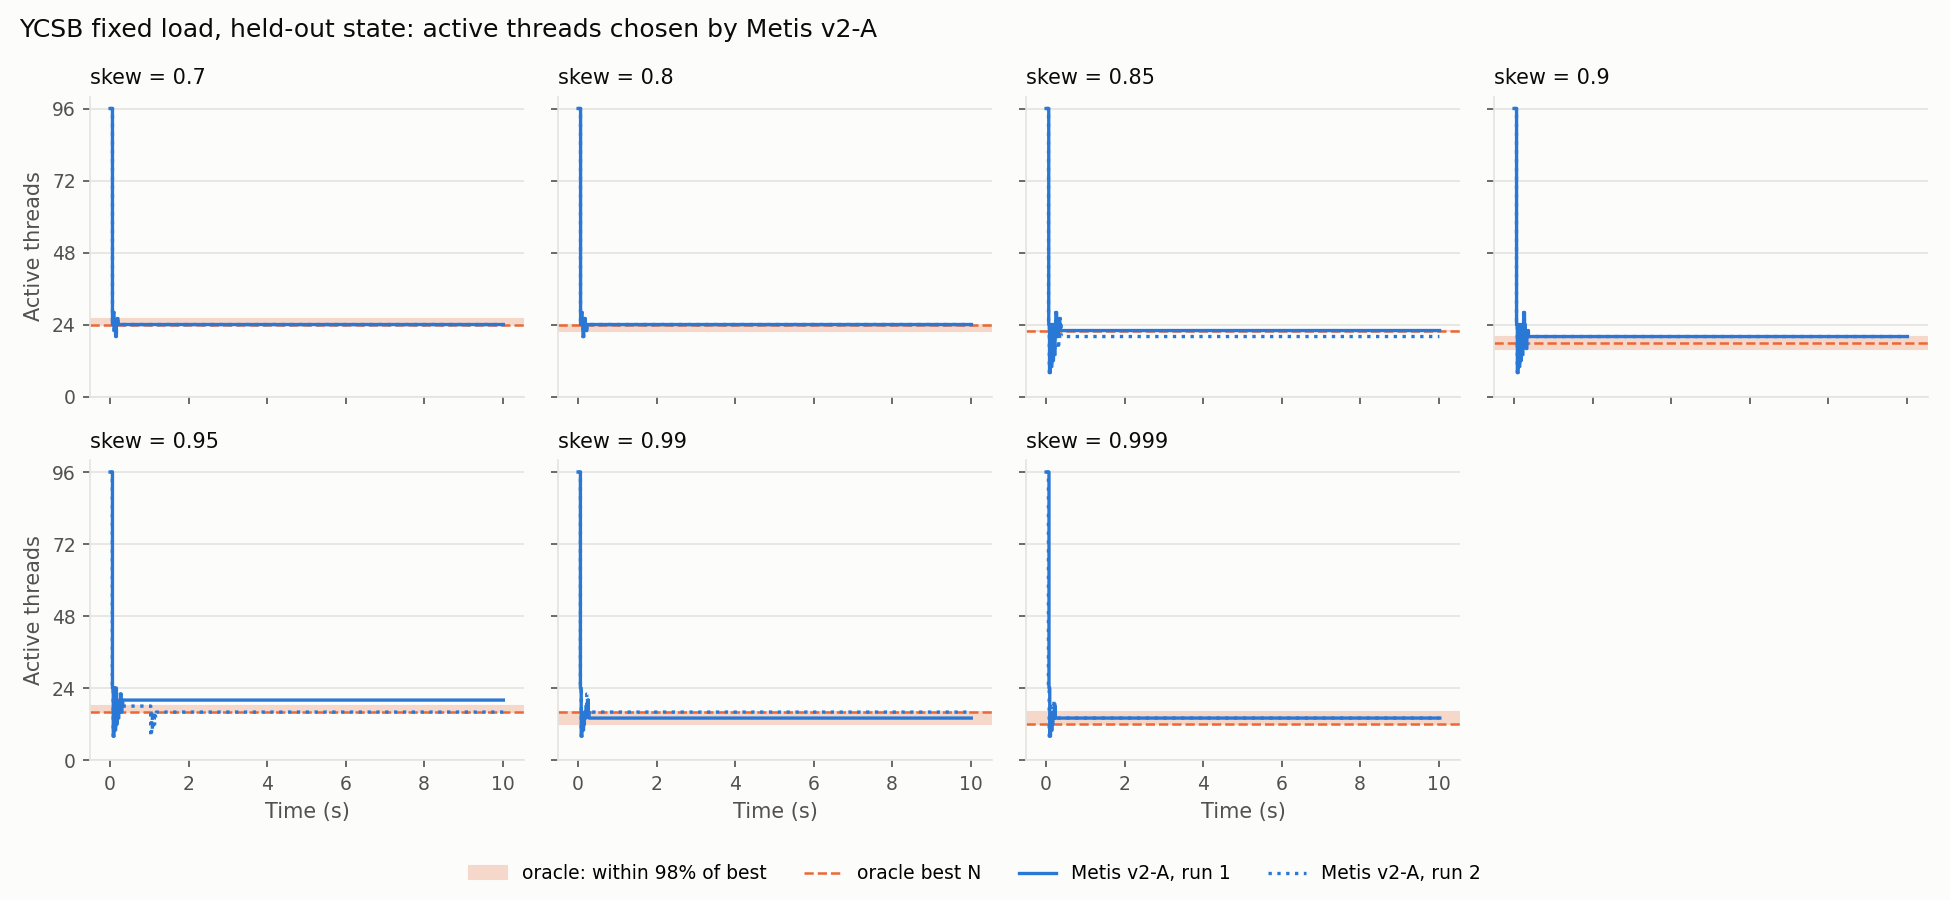 YCSB fixed load, held-out state: active threads chosen by Metis v2-A
skew = 0.7
skew = 0.8
skew = 0.85
skew = 0.9
Active threads
96
72
48
24
0
skew = 0.95
skew = 0.99
skew = 0.999
Active threads
96
72
48
24
0
0 2 4 6 8 10
0 2 4 6 8 10
0 2 4 6 8 10
Time (s)
Time (s)
Time (s)
oracle: within 98% of best
oracle best N
Metis v2-A, run 1
Metis v2-A, run 2